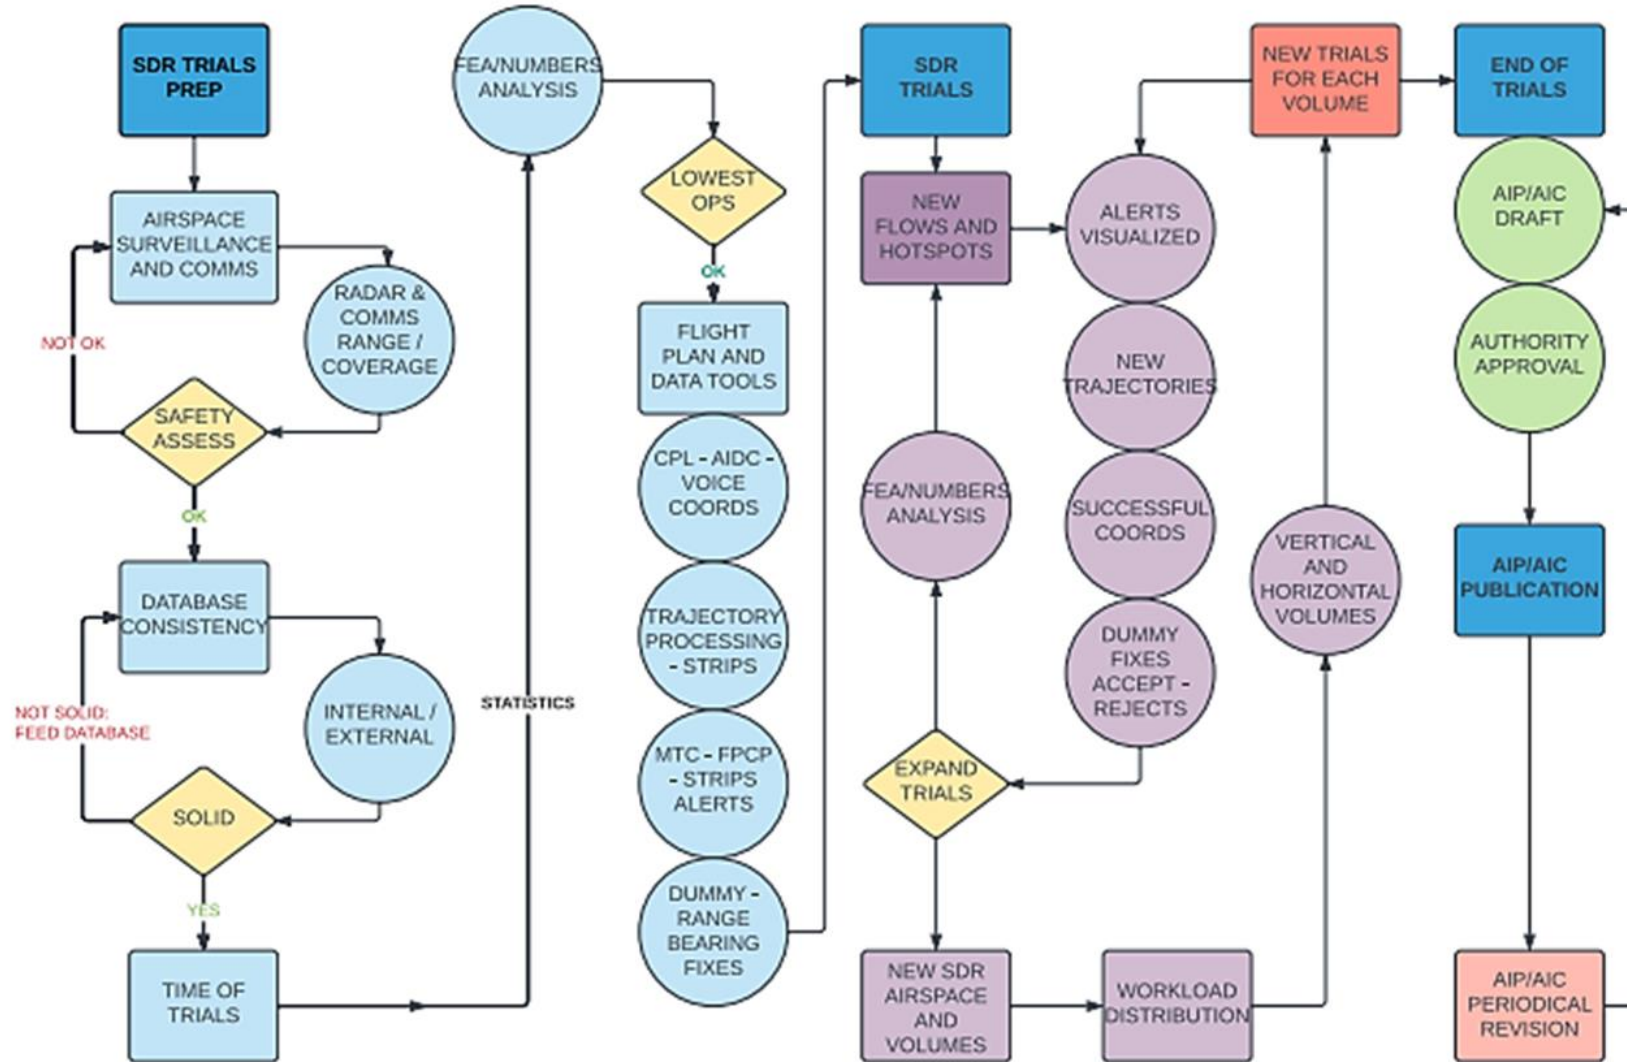 SDR TRIALS
PREP
AIRSPACE
SURVEILLANCE
AND COMMS
RADAR &
COMMS
RANGE /
COVERAGE
NOT OK
SAFETY
ASSESS
OK
DATABASE
CONSISTENCY
NOT SOLID:
FEED DATABASE
INTERNAL /
EXTERNAL
SOLID
YES
TIME OF
TRIALS
STATISTICS
FEA/NUMBERS
ANALYSIS
LOWEST
OPS
OK
FLIGHT
PLAN AND
DATA TOOLS
CPL - AIDC -
VOICE
COORDS
TRAJECTORY
PROCESSING
- STRIPS
MTC - FPCP
- STRIPS
ALERTS
DUMMY -
RANGE
BEARING
FIXES
SDR
TRIALS
NEW
FLOWS AND
HOTSPOTS
ALERTS
VISUALIZED
NEW
TRAJECTORIES
SUCCESSFUL
COORDS
DUMMY
FIXES
ACCEPT -
REJECTS
FEA/NUMBERS
ANALYSIS
EXPAND
TRIALS
NEW SDR
AIRSPACE
AND
VOLUMES
WORKLOAD
DISTRIBUTION
VERTICAL
AND
HORIZONTAL
VOLUMES
NEW TRIALS
FOR EACH
VOLUME
END OF
TRIALS
AIP/AIC
DRAFT
AUTHORITY
APPROVAL
AIP/AIC
PUBLICATION
AIP/AIC
PERIODICAL
REVISION